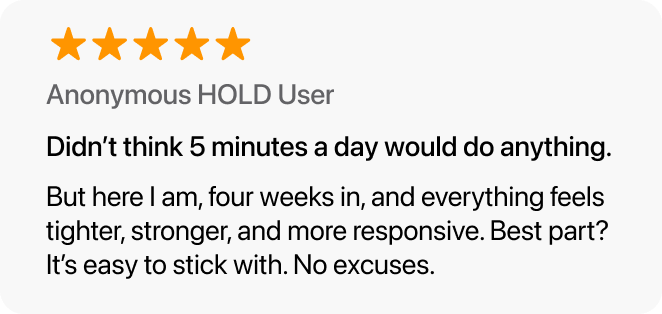 Anonymous HOLD User
Didn’t think 5 minutes a day would do anything.
But here I am, four weeks in, and everything feels
tighter, stronger, and more responsive. Best part?
It’s easy to stick with. No excuses.